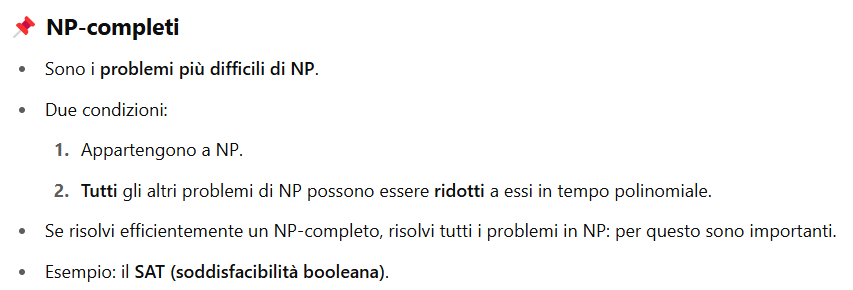 📌 NP-completi
• Sono i problemi più difficili di NP.
• Due condizioni:
1. Appartengono a NP.
2. Tutti gli altri problemi di NP possono essere ridotti a essi in tempo polinomiale.
• Se risolvi efficientemente un NP-completo, risolvi tutti i problemi in NP: per questo sono importanti.
• Esempio: il SAT (soddisfacibilità booleana).